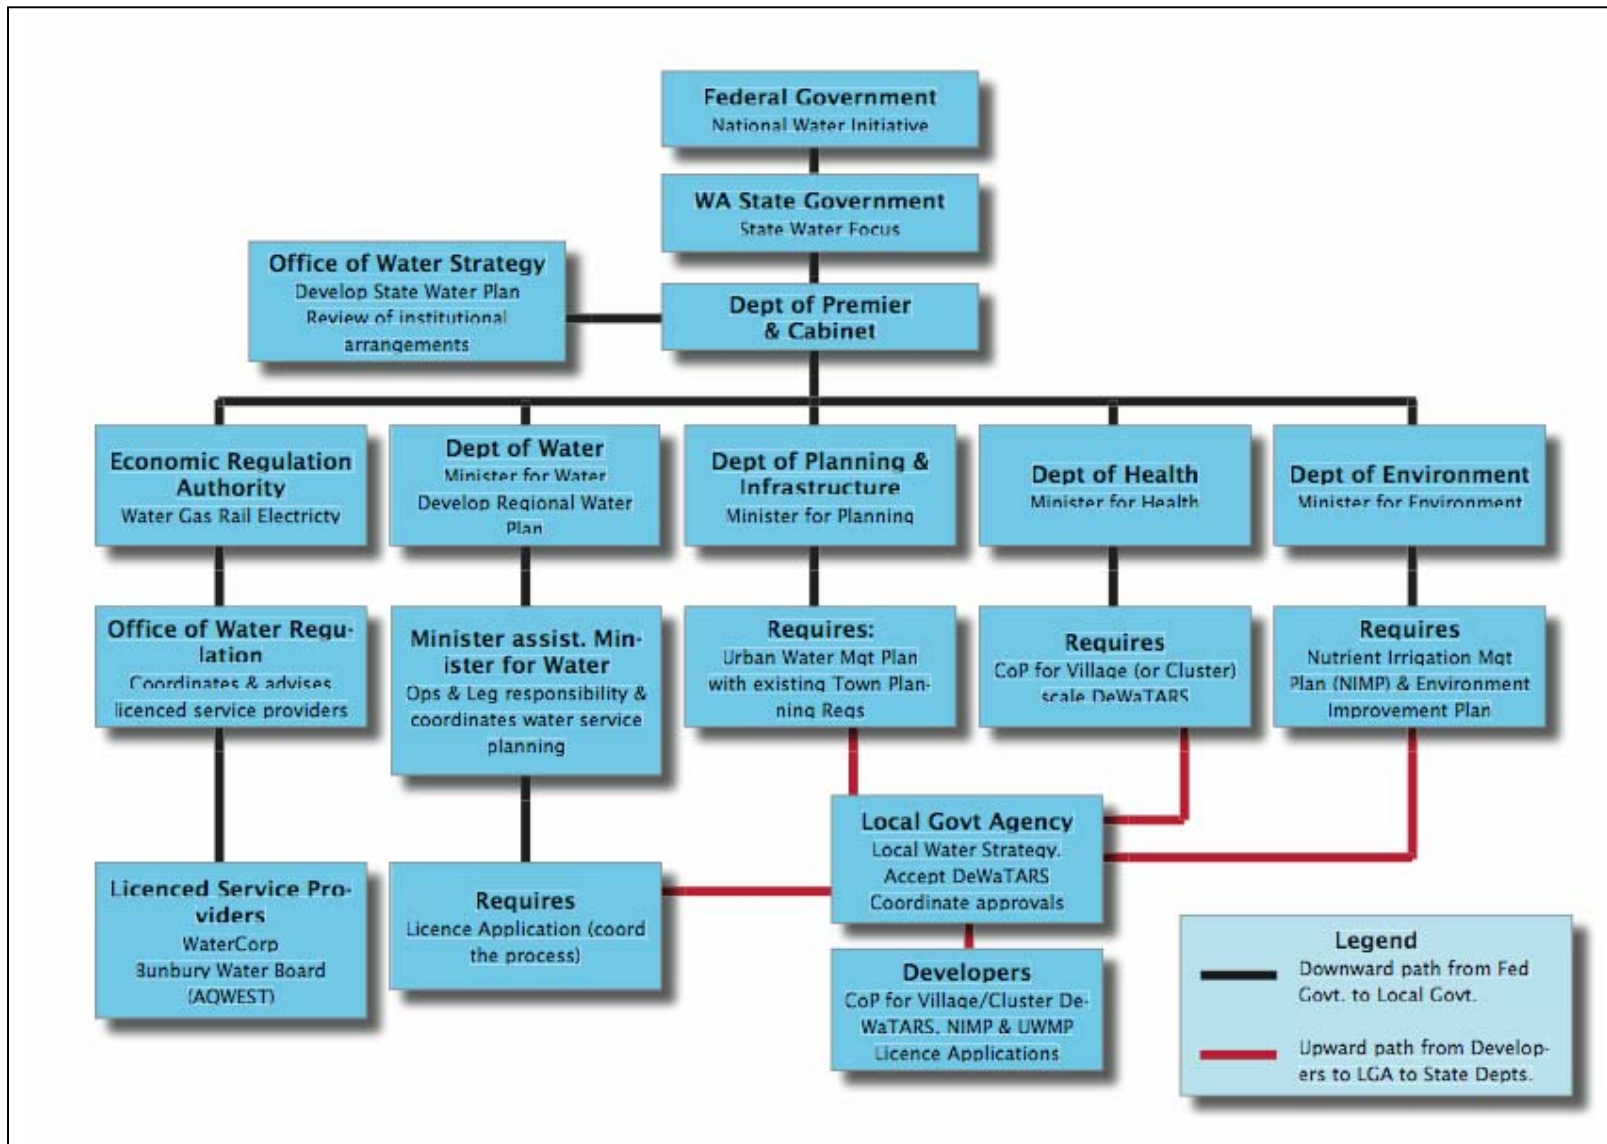 Federal Government
National Water Initiative
WA State Government
State Water Focus
Office of Water Strategy
Develop State Water Plan
Review of institutional
arrangements
Dept of Premier
& Cabinet
Economic Regulation
Authority
Water Gas Rail Electricty
Dept of Water
Minister for Water
Develop Regional Water
Plan
Dept of Planning &
Infrastructure
Minister for Planning
Dept of Health
Minister for Health
Dept of Environment
Minister for Environment
Office of Water Regu-
lation
Coordinates & advises
licenced service providers
Minister assist. Min-
ister for Water
Ops & Leg responsibility &
coordinates water service
planning
Requires:
Urban Water Mgt Plan
with existing Town Plan-
ning Regs
Requires
CoP for Village (or Cluster)
scale DeWaTARS
Requires
Nutrient Irrigation Mgt
Plan (NIMP) & Environment
Improvement Plan
Licenced Service Pro-
viders
WaterCorp
Bunbury Water Board
(AQWEST)
Requires
Licence Application (coord
the process)
Local Govt Agency
Local Water Strategy.
Accept DeWaTARS
Coordinate approvals
Developers
CoP for Village/Cluster De-
WaTARS, NIMP & UWMP
Licence Applications
Legend
Downward path from Fed
Govt. to Local Govt.
Upward path from Develop-
ers to LGA to State Depts.